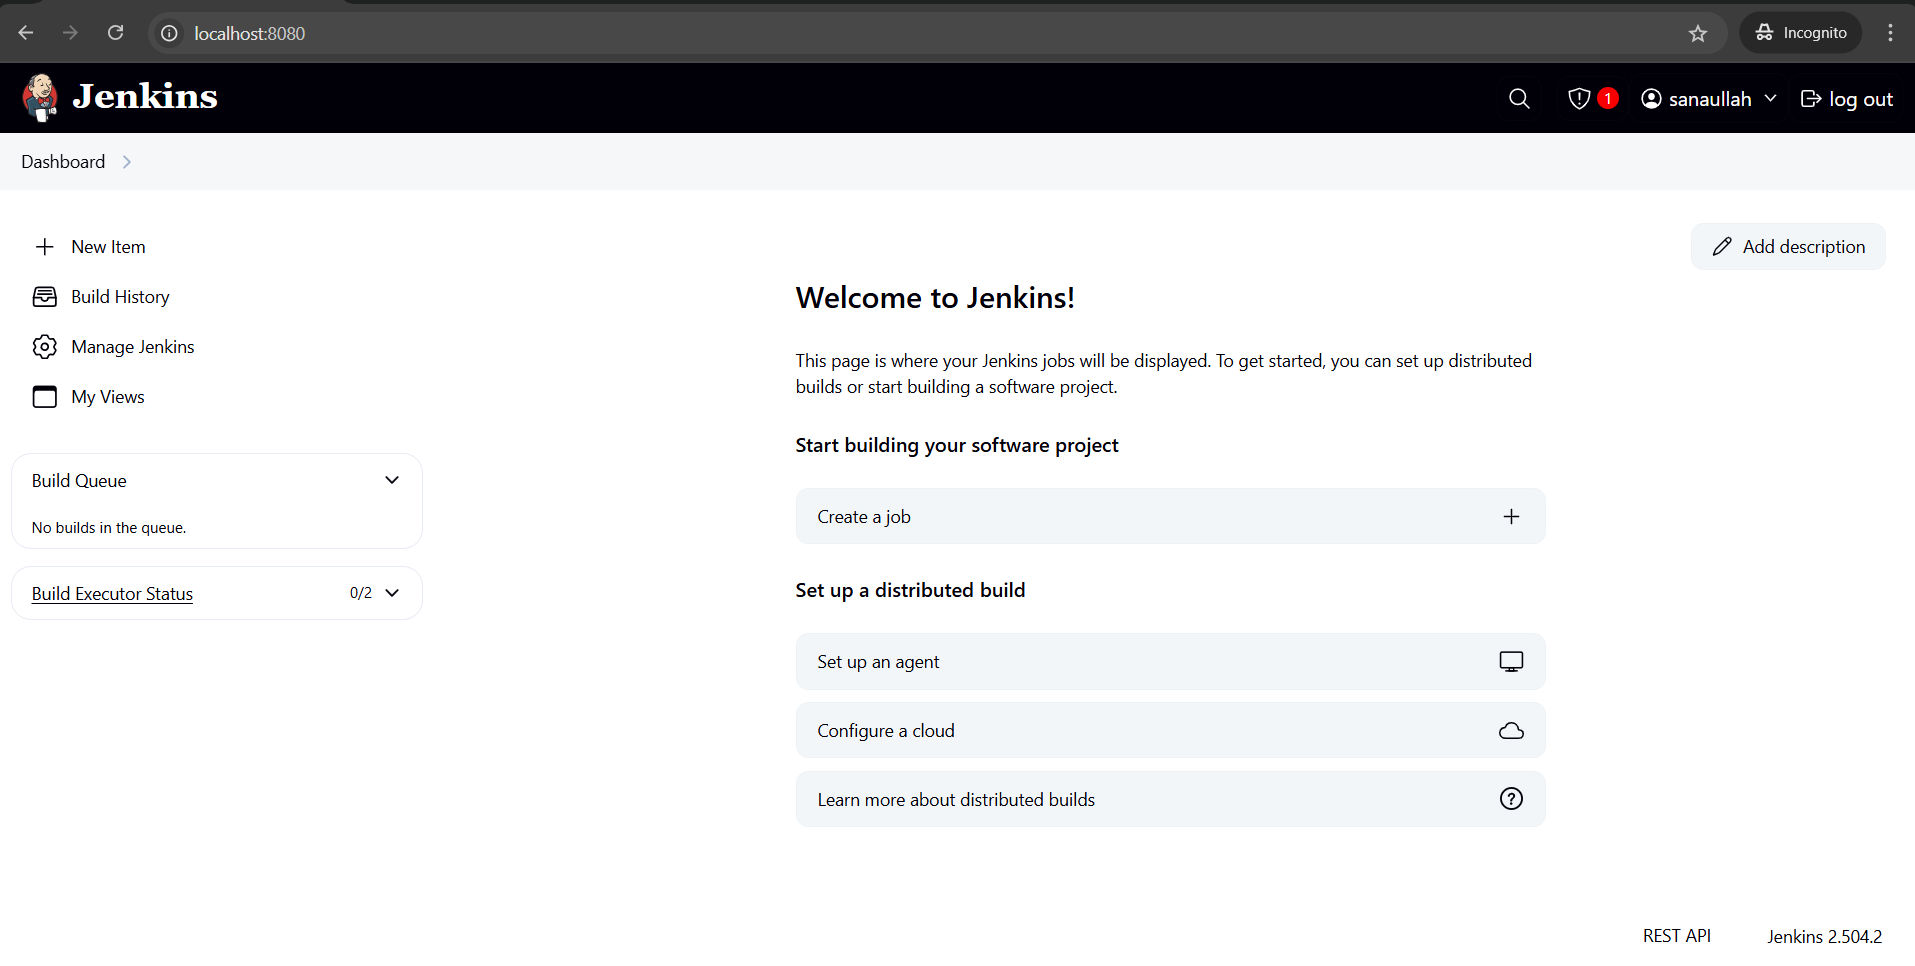 localhost:8080
Incognito
Jenkins
1
sanaullah
log out
Dashboard
New Item
Build History
Manage Jenkins
My Views
Build Queue
No builds in the queue.
Build Executor Status
0/2
Add description
Welcome to Jenkins!
This page is where your Jenkins jobs will be displayed. To get started, you can set up distributed
builds or start building a software project.
Start building your software project
Create a job
Set up a distributed build
Set up an agent
Configure a cloud
Learn more about distributed builds
REST API
Jenkins 2.504.2